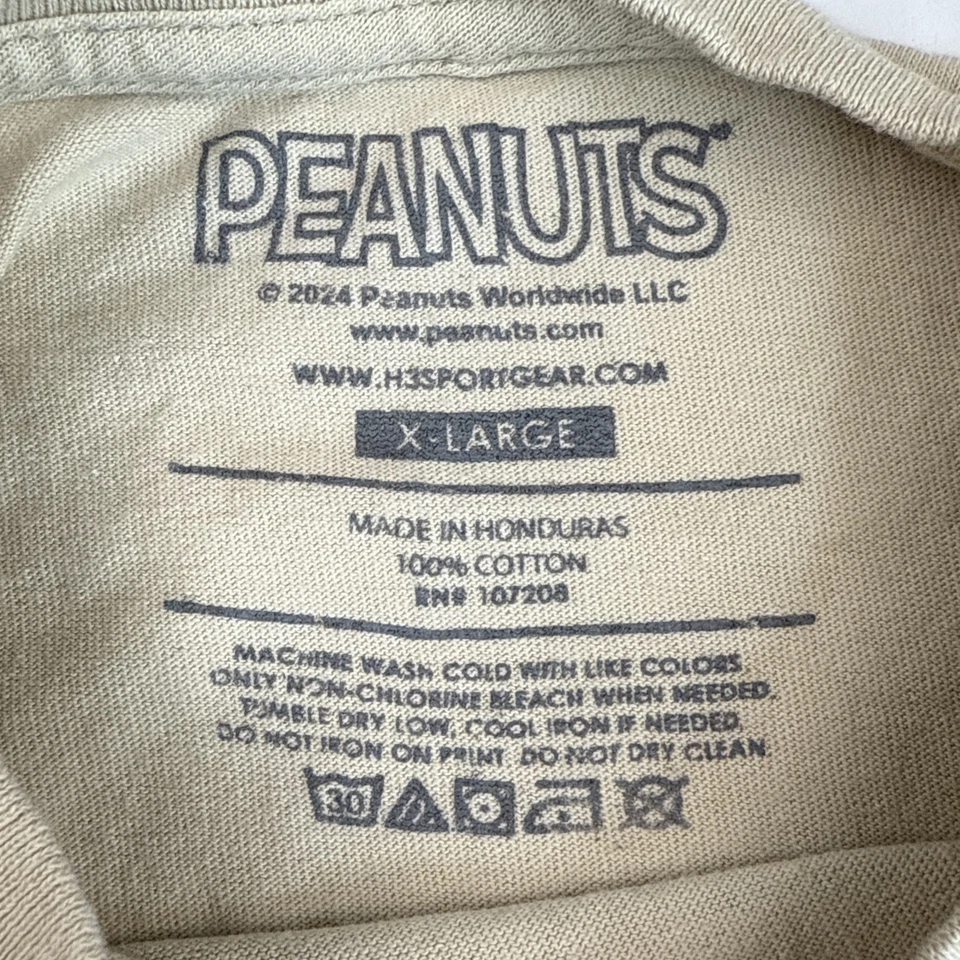 PEANUTS®
© 2024 Peanuts Worldwide LLC
www.peanuts.com
WWW.H3SPORTGEAR.COM
X-LARGE
MADE IN HONDURAS
100% COTTON
RN# 107208
MACHINE WASH COLD WITH LIKE COLORS
ONLY NON-CHLORINE BLEACH WHEN NEEDED.
TUMBLE DRY LOW, COOL IRON IF NEEDED.
DO NOT IRON ON PRINT DO NOT DRY CLEAN
30